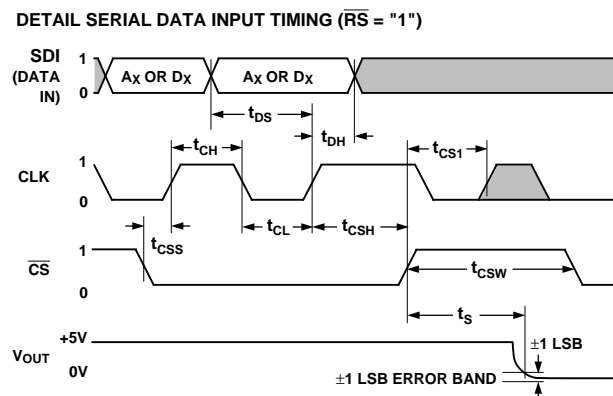 DETAIL SERIAL DATA INPUT TIMING (RS = "1")
SDI
(DATA
IN)
1
0
AX OR DX
AX OR DX
tDS
tDH
CLK
1
0
tCH
tCS1
tCL
tCSH
tCSS
CS
1
0
tCSW
tS
VOUT
+5V
0V
±1 LSB
±1 LSB ERROR BAND